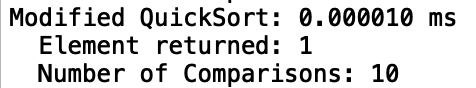 Modified QuickSort: 0.000010 ms
Element returned: 1
Number of Comparisons: 10